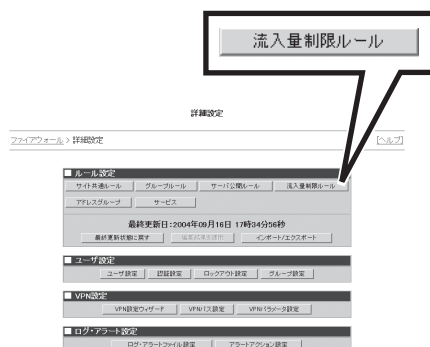 流入量制限ルール
詳細設定
ファイアウォール > 詳細設定
[ヘルプ]
■ ルール設定
サイト共通ルール グループルール サーバ公開ルール 流入量制限ルール
アドレスグループ サービス
最終更新日:2004年09月16日 17時34分56秒
最終更新状態に戻す 編集結果を適用 インポート/エクスポート
■ ユーザ設定
ユーザ設定 認証設定 ロックアウト設定 グループ設定
■ VPN設定
VPN設定ウィザード VPNパス設定 VPNパラメータ設定
■ ログ・アラート設定
ログ・アラートファイル設定 アラートアクション設定